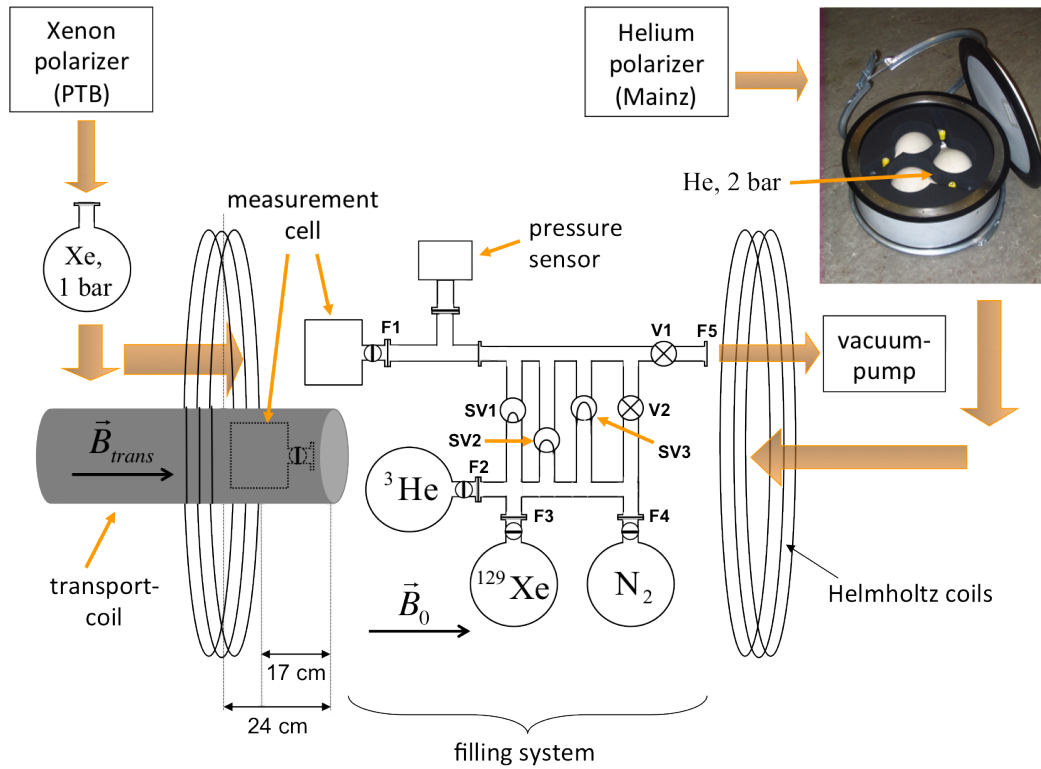 Xenon
polarizer
(PTB)
Helium
polarizer
(Mainz)
He, 2 bar
measurement
cell
Xe,
1 bar
pressure
sensor
F1
V1
F5
vacuum-
pump
SV1
V2
SV2
SV3
B⃗trans
³He
F2
F3
F4
¹²⁹Xe
N₂
transport-
coil
B⃗₀
Helmholtz coils
17 cm
24 cm
filling system